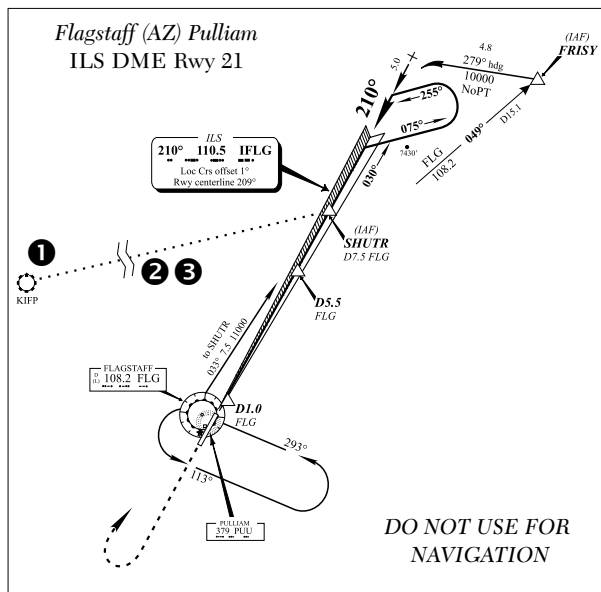 Flagstaff (AZ) Pulliam
ILS DME Rwy 21
(IAF)
FRISY
4.8
279° hdg
10000
NoPT
5.0
210°
255°
075°
7430'
049°
D15.1
FLG
108.2
030°
ILS
210° 110.5 IFLG
Loc Crs offset 1°
Rwy centerline 209°
(IAF)
SHUTR
D7.5 FLG
1
2 3
KIFP
D5.5
FLG
to SHUTR
033° 7.5 11000
FLAGSTAFF
D
(L) 108.2 FLG
D1.0
FLG
293°
113°
PULLIAM
379 PUU
DO NOT USE FOR
NAVIGATION